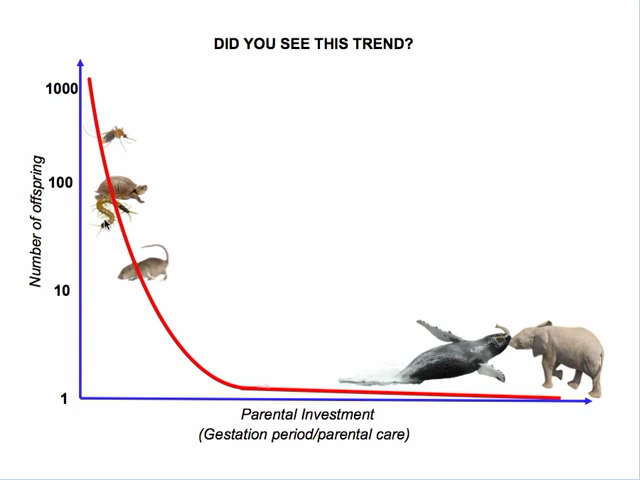 DID YOU SEE THIS TREND?
1000
100
10
1
Number of offspring
Parental Investment
(Gestation period/parental care)